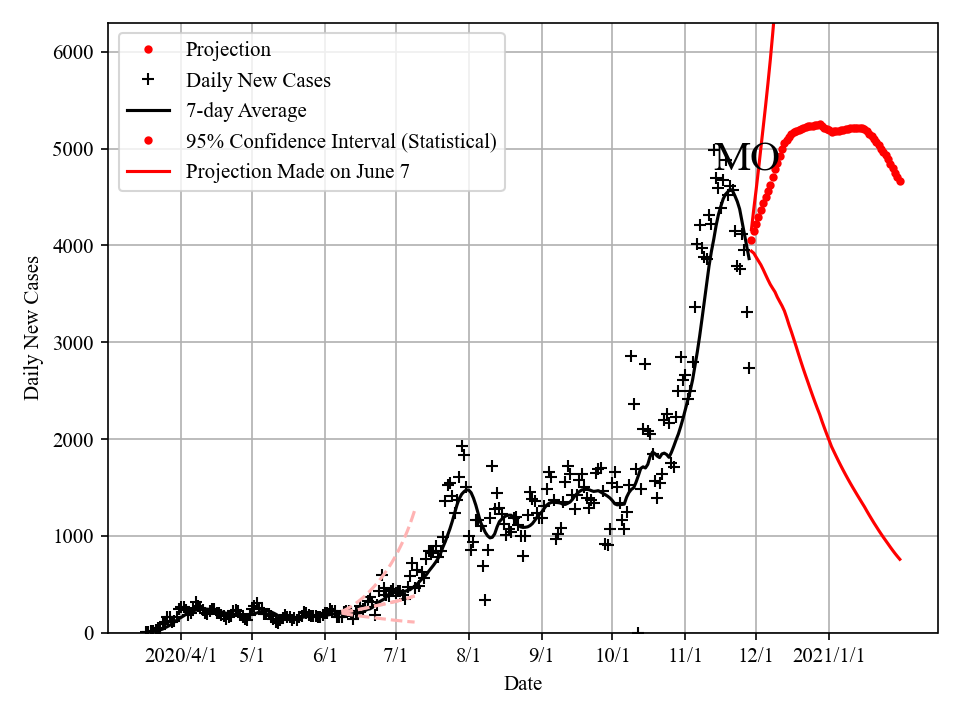 Projection
Daily New Cases
7-day Average
95% Confidence Interval (Statistical)
Projection Made on June 7
MO
6000
5000
4000
3000
2000
1000
0
Daily New Cases
2020/4/1 5/1 6/1 7/1 8/1 9/1 10/1 11/1 12/1 2021/1/1
Date